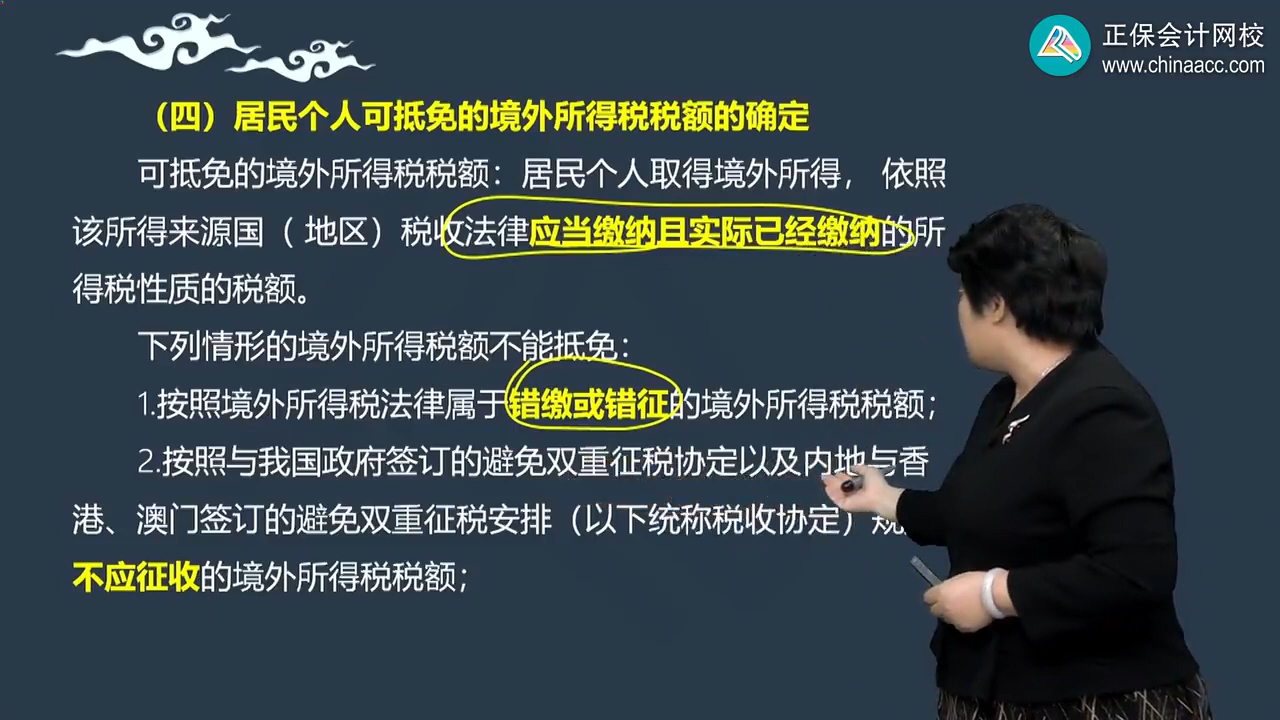 正保会计网校
www.chinaacc.com
（四）居民个人可抵免的境外所得税税额的确定
可抵免的境外所得税税额：居民个人取得境外所得， 依照
该所得来源国（ 地区）税收法律应当缴纳且实际已经缴纳的所
得税性质的税额。
下列情形的境外所得税额不能抵免：
1.按照境外所得税法律属于错缴或错征的境外所得税税额；
2.按照与我国政府签订的避免双重征税协定以及内地与香
港、澳门签订的避免双重征税安排（以下统称税收协定）规
不应征收的境外所得税税额；